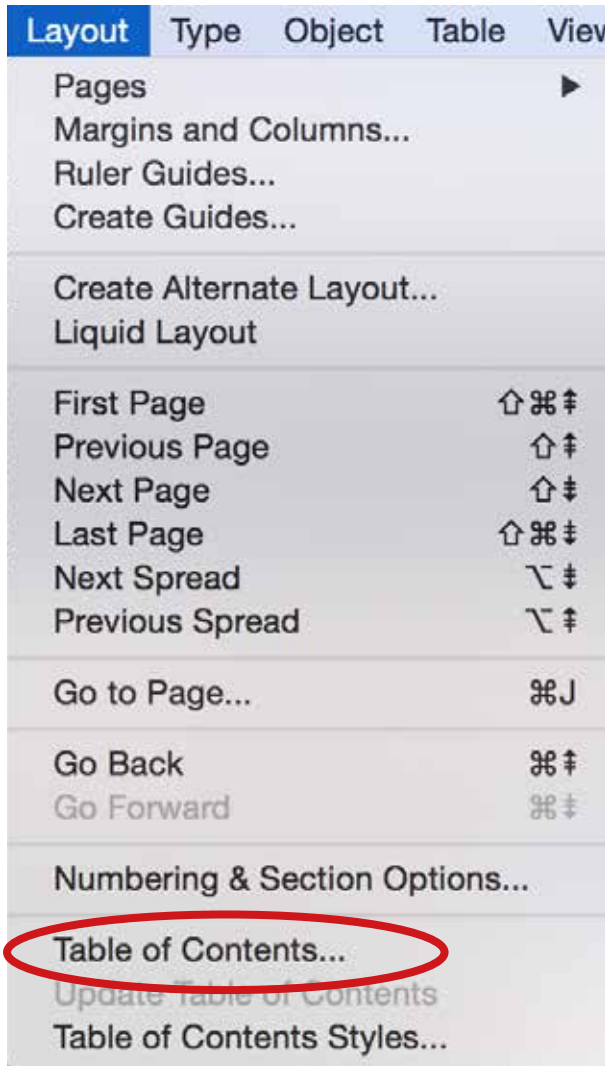 Layout Type Object Table View
Pages ▶
Margins and Columns...
Ruler Guides...
Create Guides...
Create Alternate Layout...
Liquid Layout
First Page ⇧⌘⇞
Previous Page ⇧⇞
Next Page ⇧⇟
Last Page ⇧⌘⇟
Next Spread ⌥⇟
Previous Spread ⌥⇞
Go to Page... ⌘J
Go Back ⌘⇞
Go Forward ⌘⇟
Numbering & Section Options...
Table of Contents...
Update Table of Contents
Table of Contents Styles...